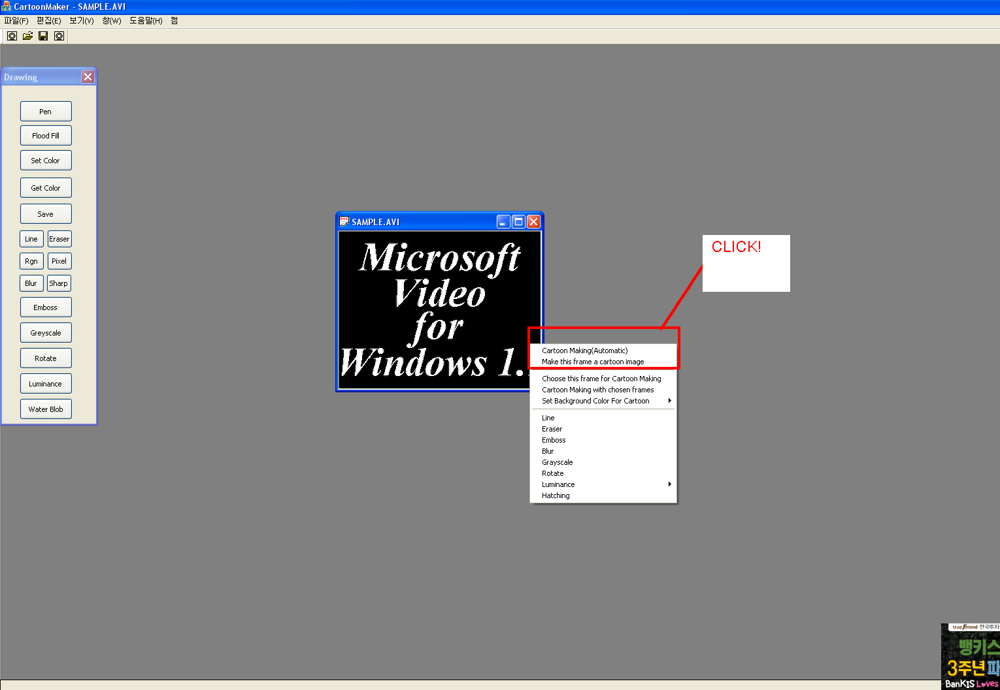 CartoonMaker - SAMPLE.AVI
파일(F) 편집(E) 보기(V) 창(W) 도움말(H) 캠
Drawing
Pen
Flood Fill
Set Color
Get Color
Save
Line Eraser
Rgn Pixel
Blur Sharp
Emboss
Greyscale
Rotate
Luminance
Water Blob
SAMPLE.AVI
Microsoft
Video
for
Windows 1.
CLICK!
Cartoon Making(Automatic)
Make this frame a cartoon image
Choose this frame for Cartoon Making
Cartoon Making with chosen frames
Set Background Color For Cartoon
Line
Eraser
Emboss
Blur
Grayscale
Rotate
Luminance
Hatching
true friend 한국투자
뱅키스
3주년 파
BanKIS Loves